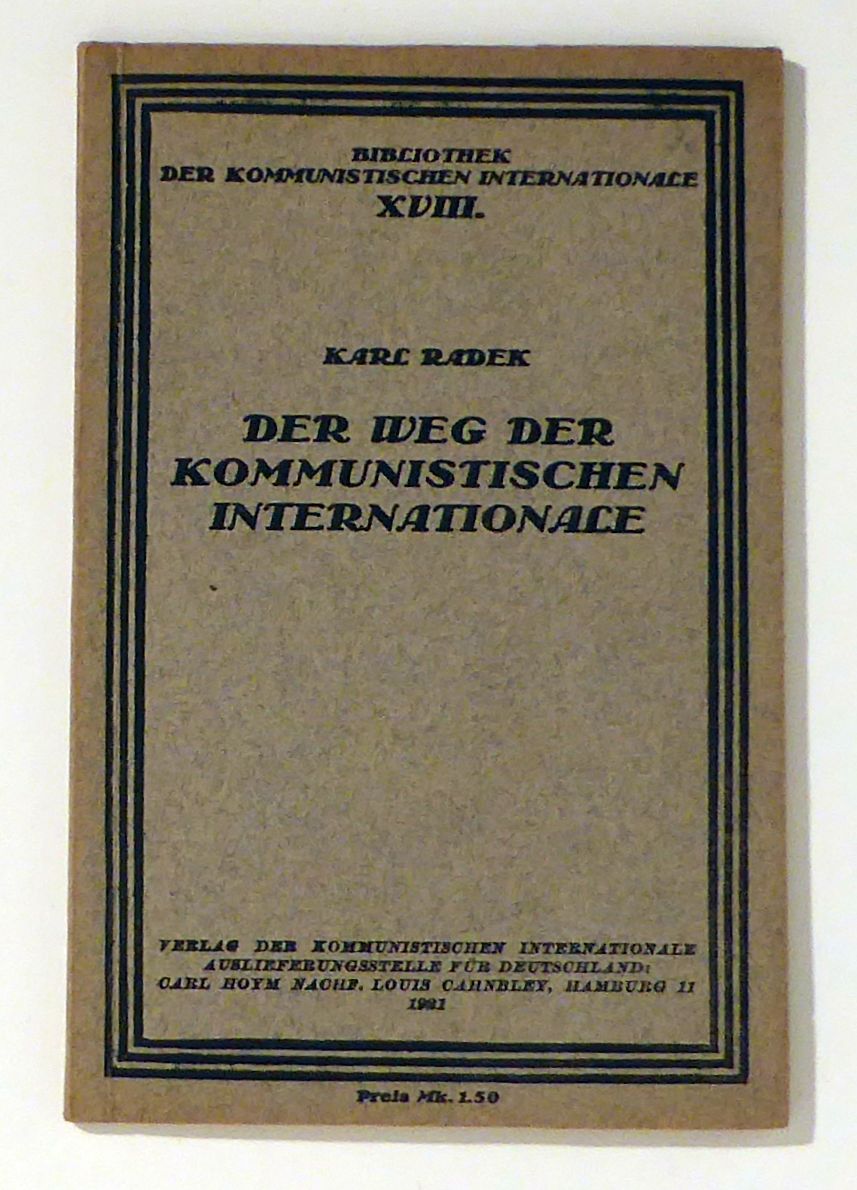 BIBLIOTHEK
DER KOMMUNISTISCHEN INTERNATIONALE
XVIII.
KARL RADEK
DER WEG DER
KOMMUNISTISCHEN
INTERNATIONALE
VERLAG DER KOMMUNISTISCHEN INTERNATIONALE
AUSLIEFERUNGSSTELLE FÜR DEUTSCHLAND:
CARL HOYM NACHF. LOUIS CAHNBLEY, HAMBURG 11
1921
Preis Mk. 1.50